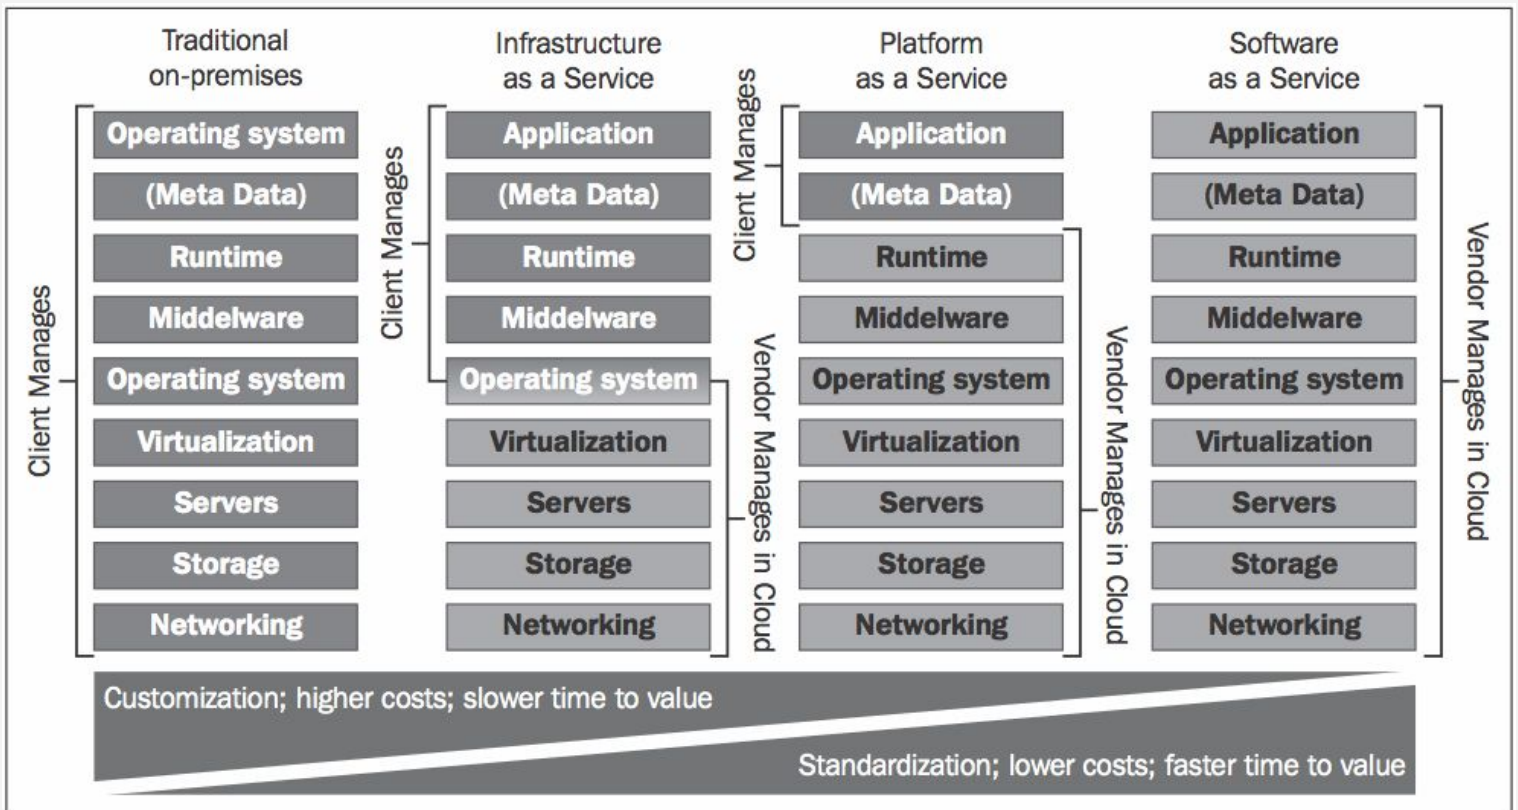 Traditional
on-premises
Client Manages
Operating system
(Meta Data)
Runtime
Middelware
Operating system
Virtualization
Servers
Storage
Networking
Infrastructure
as a Service
Client Manages
Application
(Meta Data)
Runtime
Middelware
Operating system
Virtualization
Servers
Storage
Networking
Vendor Manages in Cloud
Platform
as a Service
Client Manages
Application
(Meta Data)
Runtime
Middelware
Operating system
Virtualization
Servers
Storage
Networking
Vendor Manages in Cloud
Software
as a Service
Application
(Meta Data)
Runtime
Middelware
Operating system
Virtualization
Servers
Storage
Networking
Vendor Manages in Cloud
Customization; higher costs; slower time to value
Standardization; lower costs; faster time to value